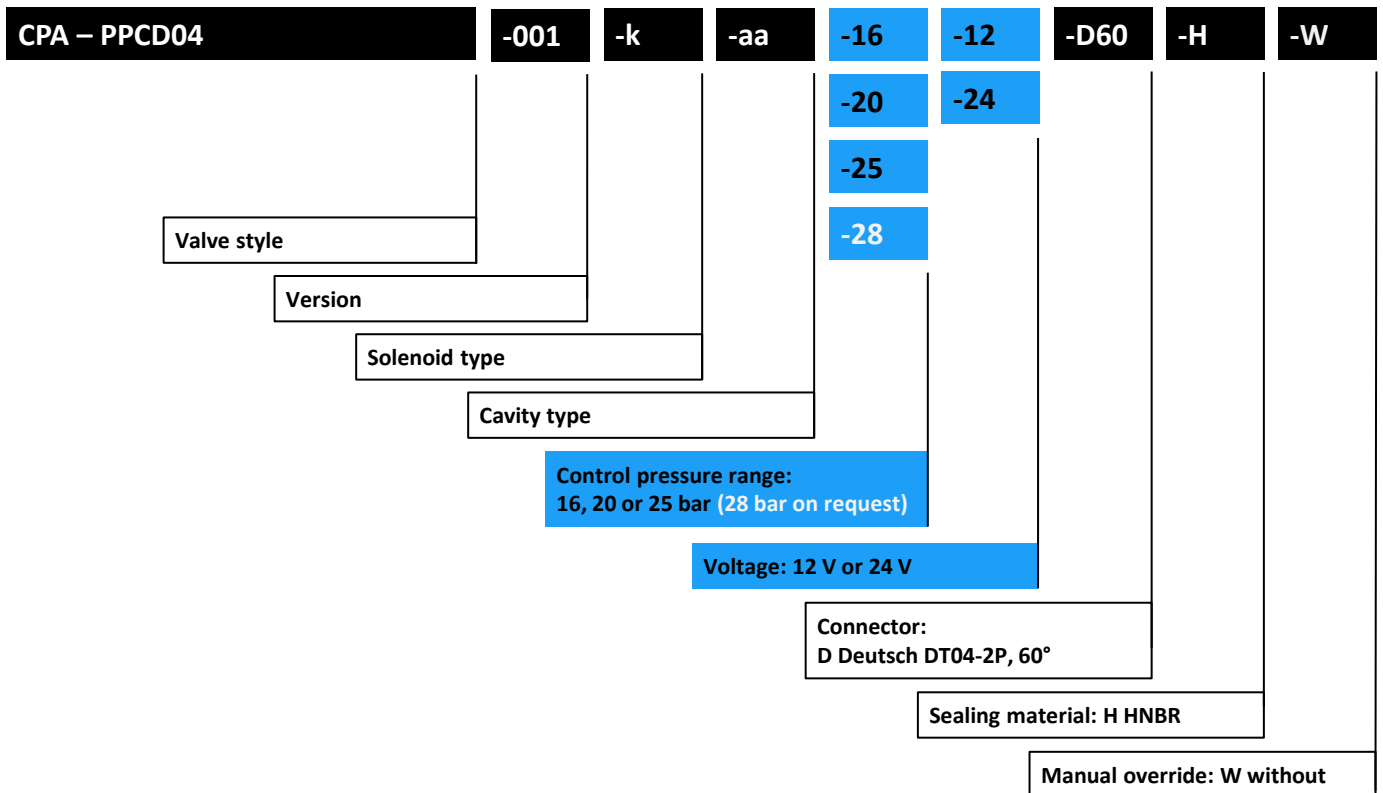 CPA – PPCD04 -001 -k -aa -16 -12 -D60 -H -W
-20 -24
-25
-28
Valve style
Version
Solenoid type
Cavity type
Control pressure range:
16, 20 or 25 bar (28 bar on request)
Voltage: 12 V or 24 V
Connector:
D Deutsch DT04-2P, 60°
Sealing material: H HNBR
Manual override: W without